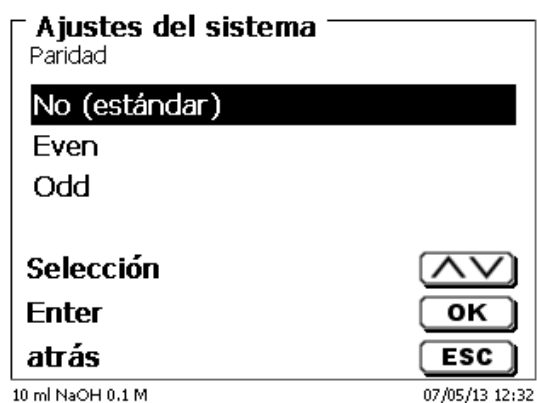 Ajustes del sistema
Paridad
No (estándar)
Even
Odd
Selección
Enter OK
atrás ESC
10 ml NaOH 0.1 M 07/05/13 12:32